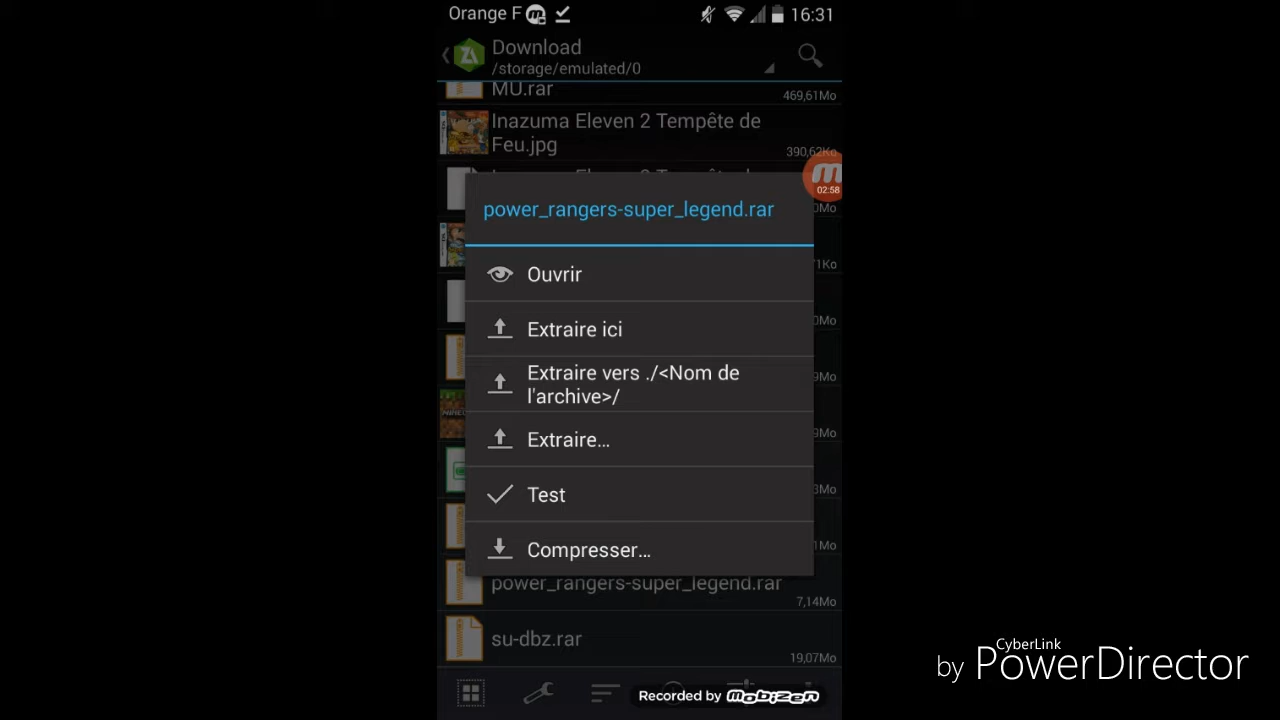 Orange F
16:31
Download
/storage/emulated/0
MU.rar
469,61Mo
Inazuma Eleven 2 Tempête de
Feu.jpg
390,62Ko
02:58
power_rangers-super_legend.rar
Ouvrir
Extraire ici
Extraire vers ./<Nom de
l'archive>/
Extraire...
Test
Compresser...
power_rangers-super_legend.rar
7,14Mo
su-dbz.rar
19,07Mo
Recorded by mobizen
CyberLink
by PowerDirector